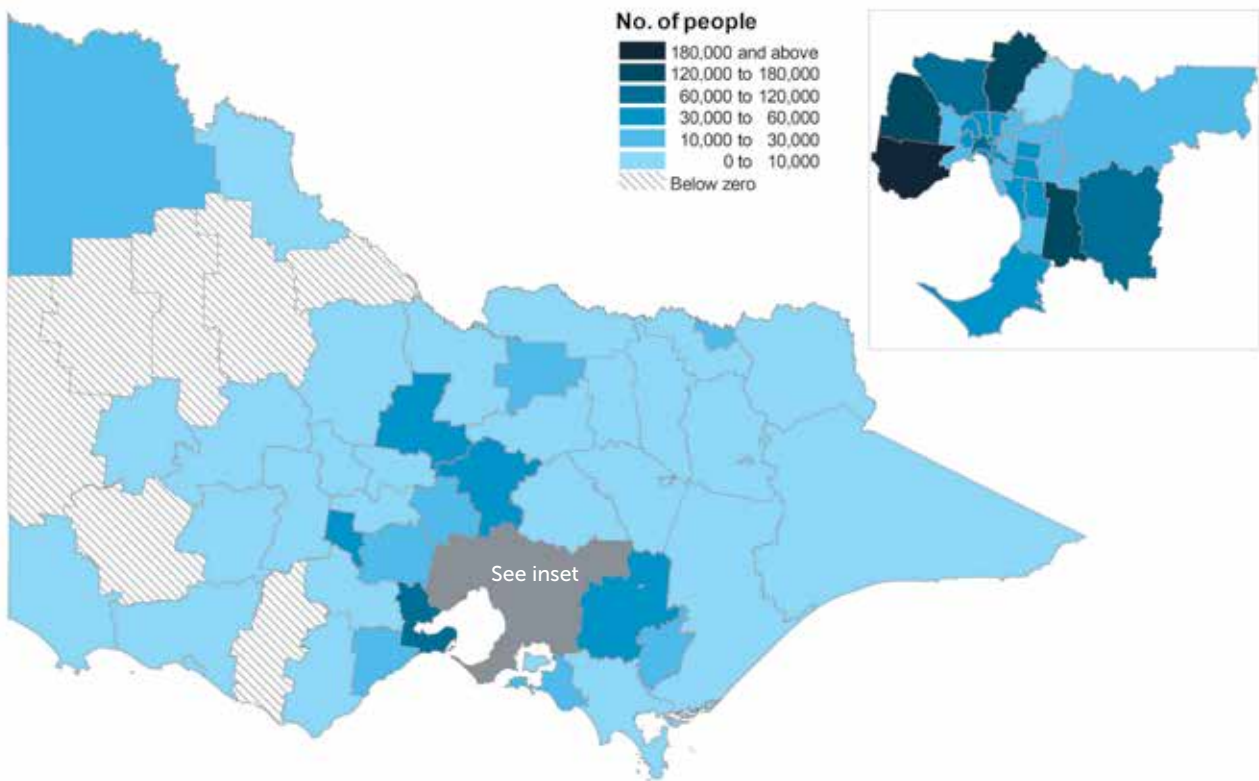 No. of people
180,000 and above
120,000 to 180,000
60,000 to 120,000
30,000 to 60,000
10,000 to 30,000
0 to 10,000
Below zero
See inset